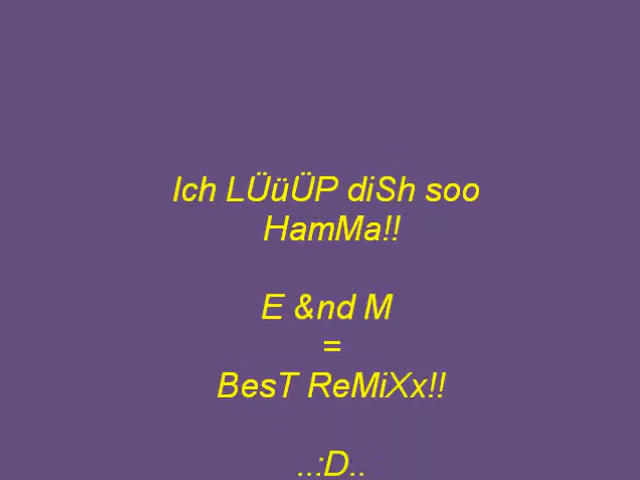 Ich LÜüÜP diSh soo
HamMa!!
E &nd M
=
BesT ReMiXx!!
..:D..